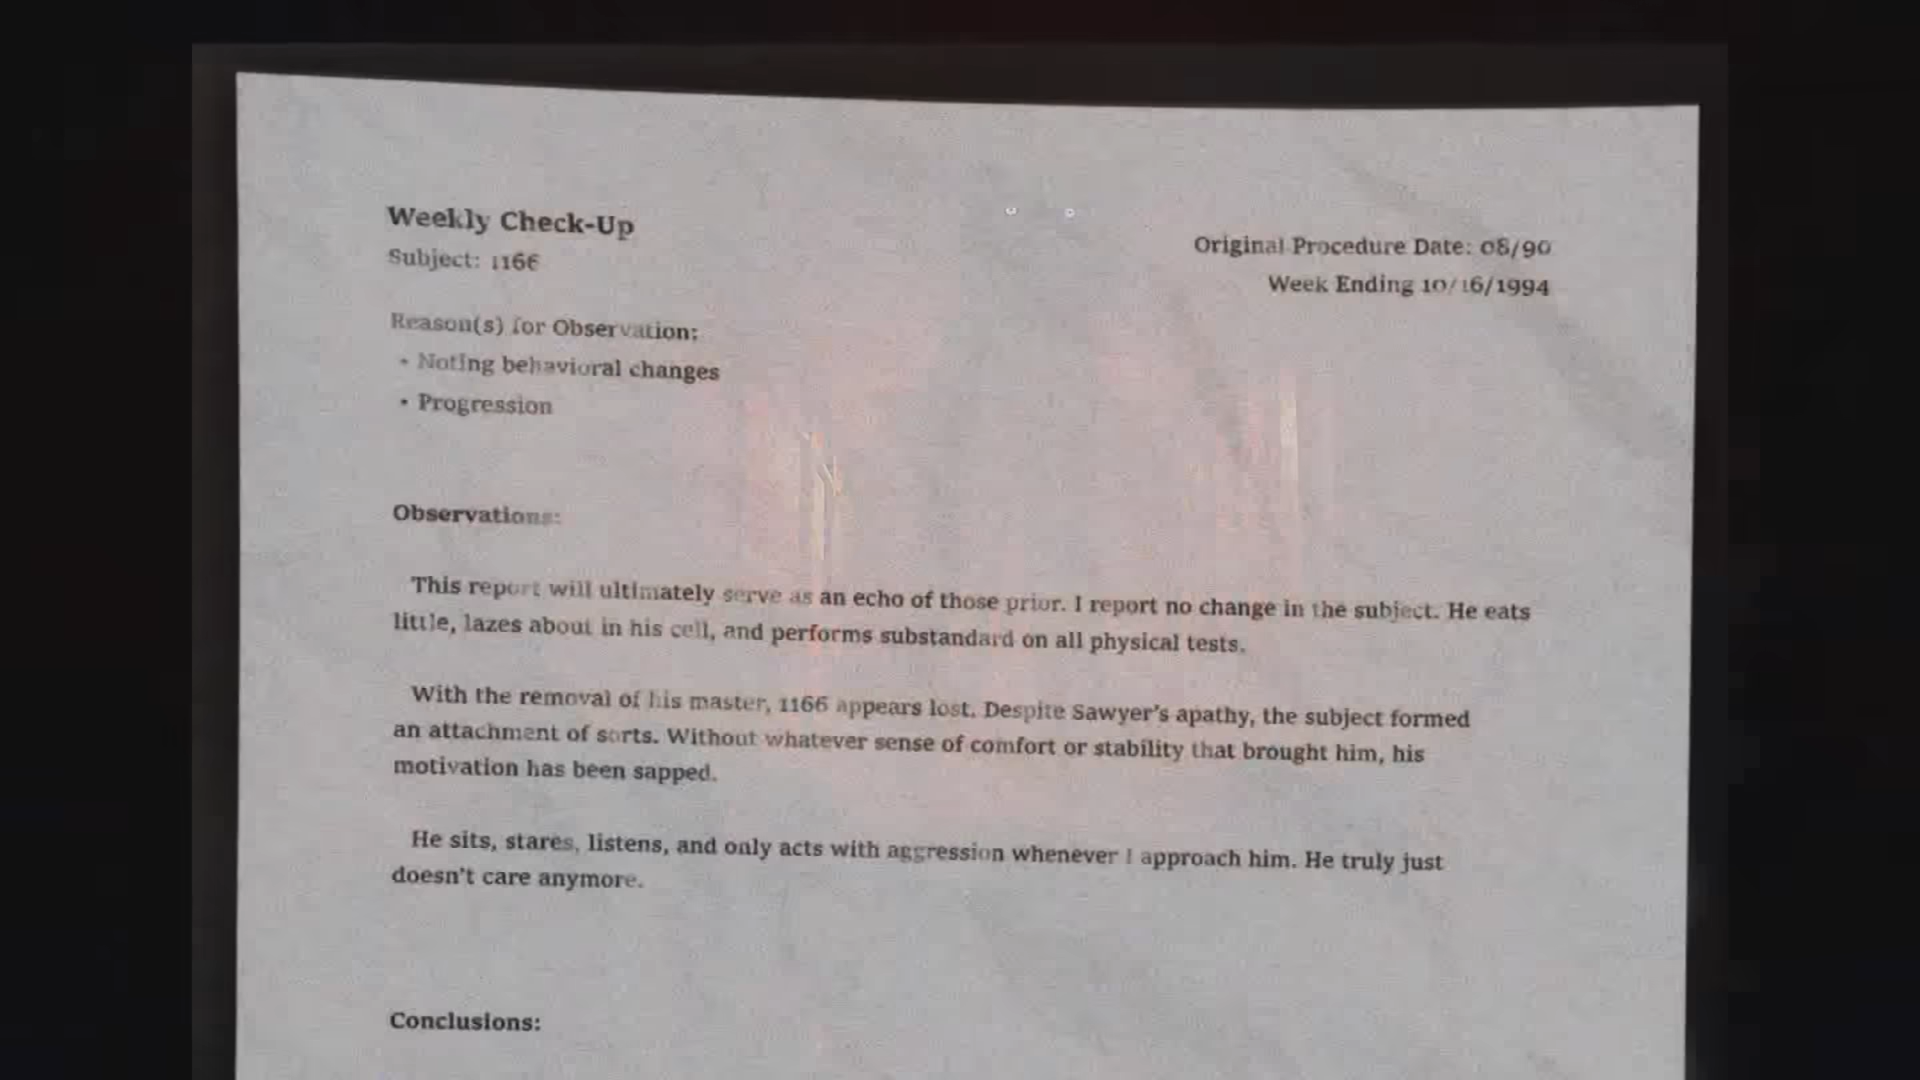 Weekly Check-Up
Subject: 1166
Original Procedure Date: 08/90
Week Ending 10/16/1994
Reason(s) for Observation:
• Noting behavioral changes
• Progression
Observations:
This report will ultimately serve as an echo of those prior. I report no change in the subject. He eats
little, lazes about in his cell, and performs substandard on all physical tests.
With the removal of his master, 1166 appears lost. Despite Sawyer's apathy, the subject formed
an attachment of sorts. Without whatever sense of comfort or stability that brought him, his
motivation has been sapped.
He sits, stares, listens, and only acts with aggression whenever I approach him. He truly just
doesn't care anymore.
Conclusions: